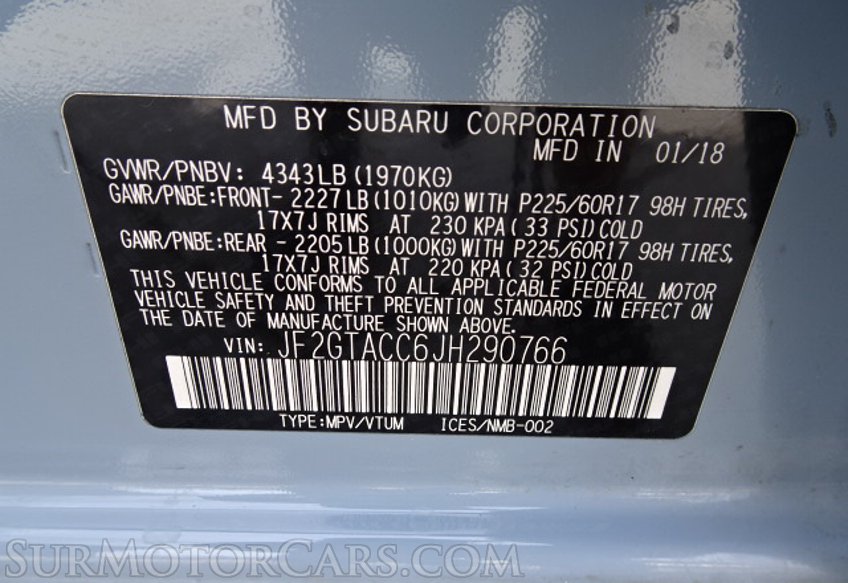 MFD BY SUBARU CORPORATION
MFD IN 01/18
GVWR/PNBV: 4343LB (1970KG)
GAWR/PNBE:FRONT- 2227LB (1010KG) WITH P225/60R17 98H TIRES,
17X7J RIMS AT 230 KPA ( 33 PSI) COLD
GAWR/PNBE:REAR - 2205LB (1000KG) WITH P225/60R17 98H TIRES,
17X7J RIMS AT 220 KPA ( 32 PSI) COLD
THIS VEHICLE CONFORMS TO ALL APPLICABLE FEDERAL MOTOR
VEHICLE SAFETY AND THEFT PREVENTION STANDARDS IN EFFECT ON
THE DATE OF MANUFACTURE SHOWN ABOVE.
VIN: JF2GTACC6JH290766
TYPE:MPV/VTUM ICES/NMB-002
SurMotorCars.com